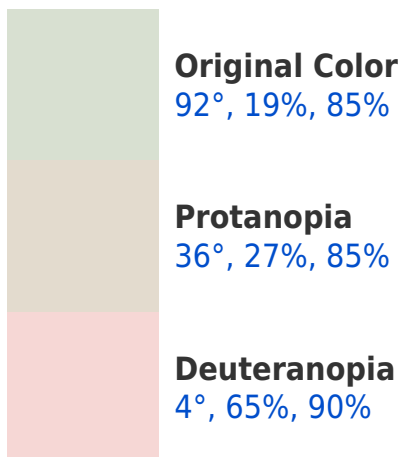 Original Color
92°, 19%, 85%
Protanopia
36°, 27%, 85%
Deuteranopia
4°, 65%, 90%